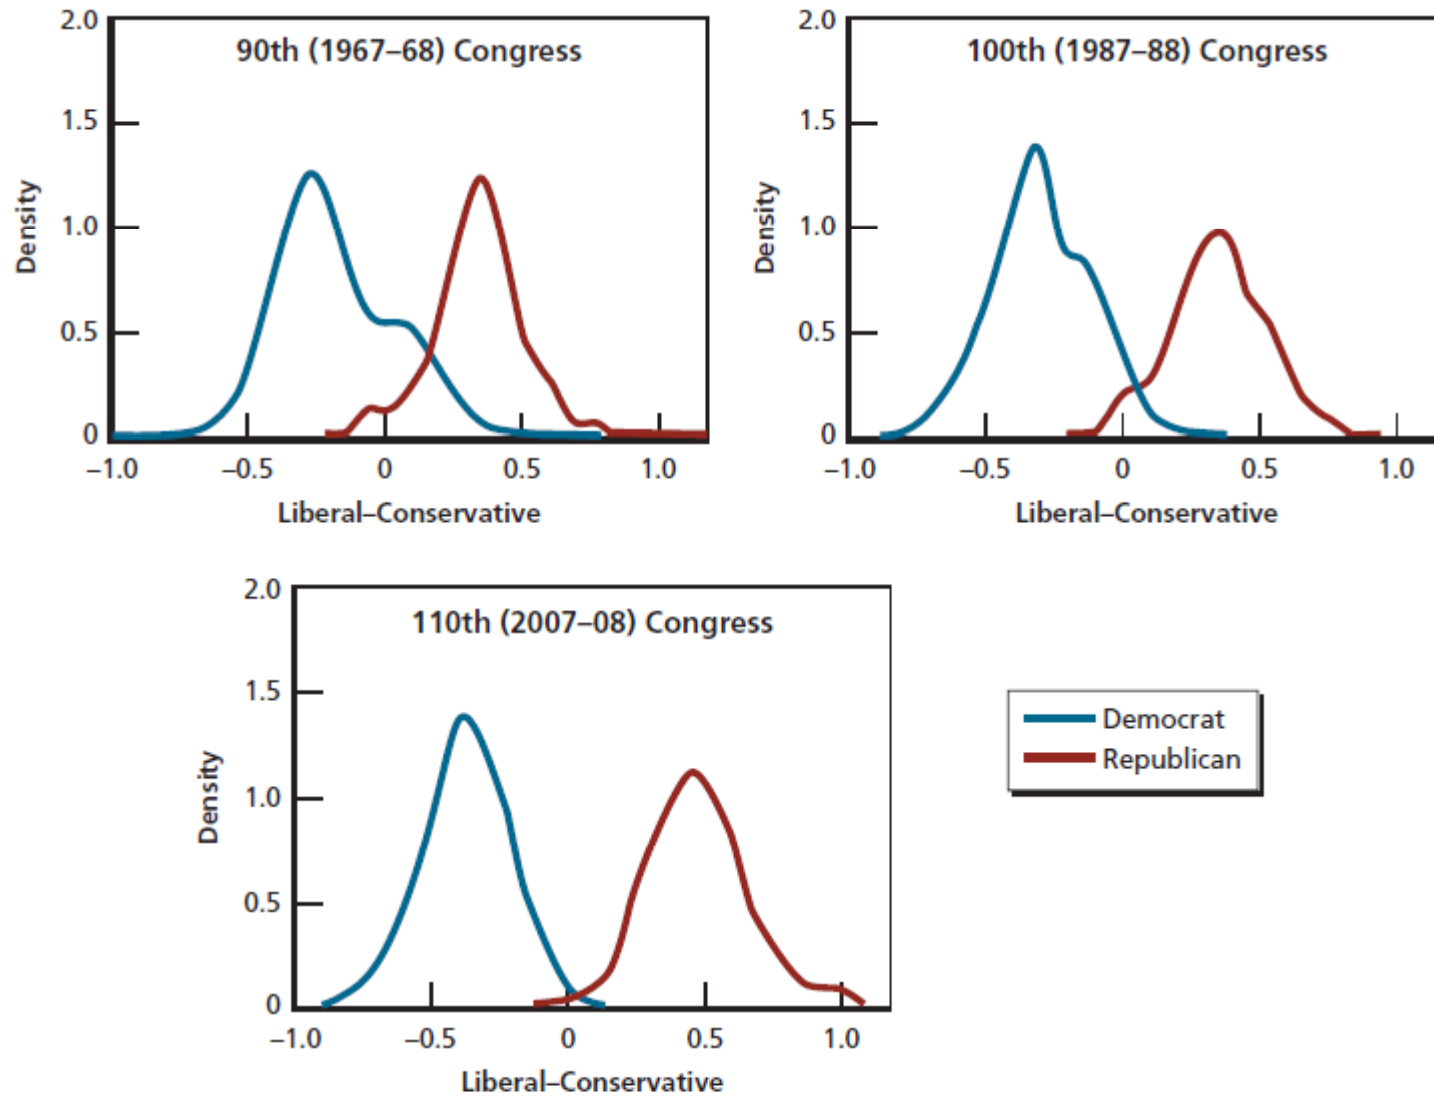 90th (1967–68) Congress
2.0
1.5
1.0
0.5
0
Density
–1.0 –0.5 0 0.5 1.0
Liberal–Conservative
100th (1987–88) Congress
2.0
1.5
1.0
0.5
0
Density
–1.0 –0.5 0 0.5 1.0
Liberal–Conservative
110th (2007–08) Congress
2.0
1.5
1.0
0.5
0
Density
–1.0 –0.5 0 0.5 1.0
Liberal–Conservative
Democrat
Republican